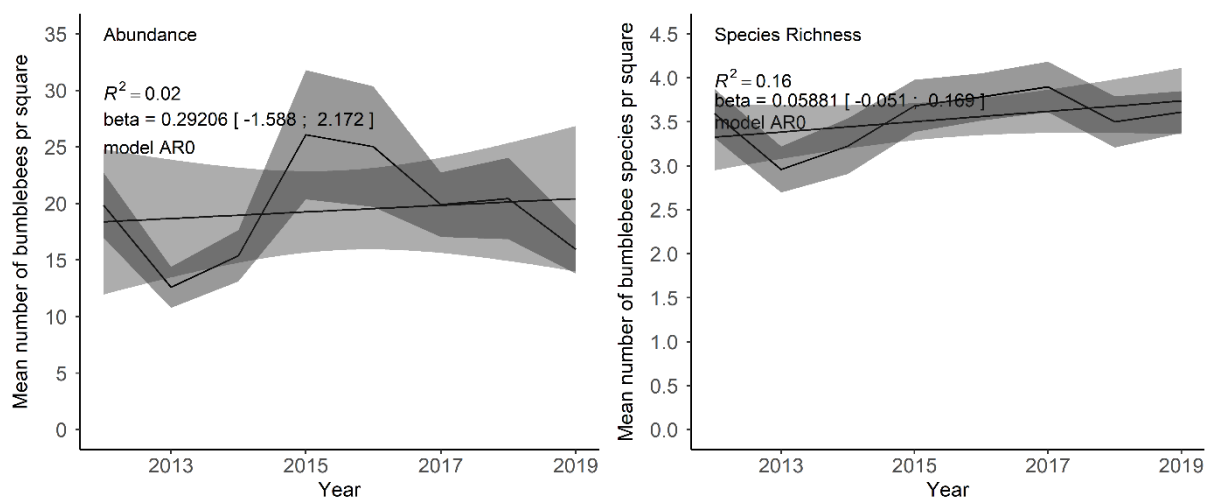 Abundance
R² = 0.02
beta = 0.29206 [ -1.588 ; 2.172 ]
model AR0
Mean number of bumblebees pr square
35
30
25
20
15
10
5
0
2013
2015
2017
2019
Year
Species Richness
R² = 0.16
beta = 0.05881 [ -0.051 ; 0.169 ]
model AR0
Mean number of bumblebee species pr square
4.5
4.0
3.5
3.0
2.5
2.0
1.5
1.0
0.5
0.0
2013
2015
2017
2019
Year